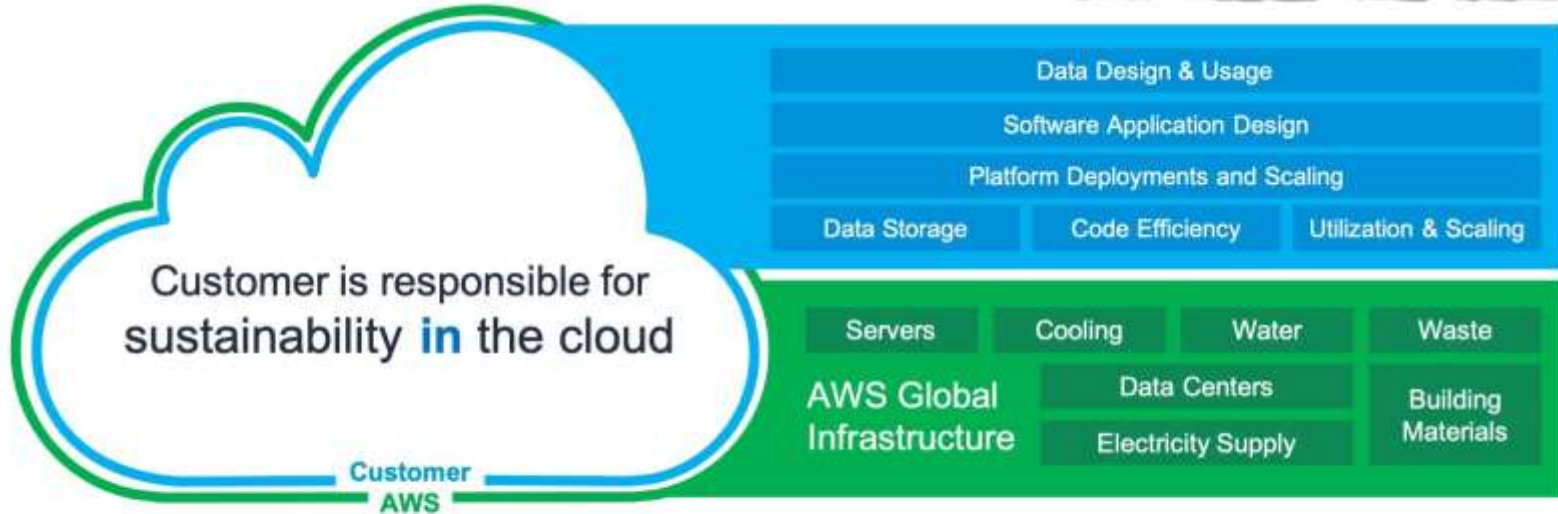 Customer is responsible for
sustainability in the cloud
Customer
AWS
Data Design & Usage
Software Application Design
Platform Deployments and Scaling
Data Storage
Code Efficiency
Utilization & Scaling
Servers
Cooling
Water
Waste
AWS Global
Infrastructure
Data Centers
Electricity Supply
Building
Materials